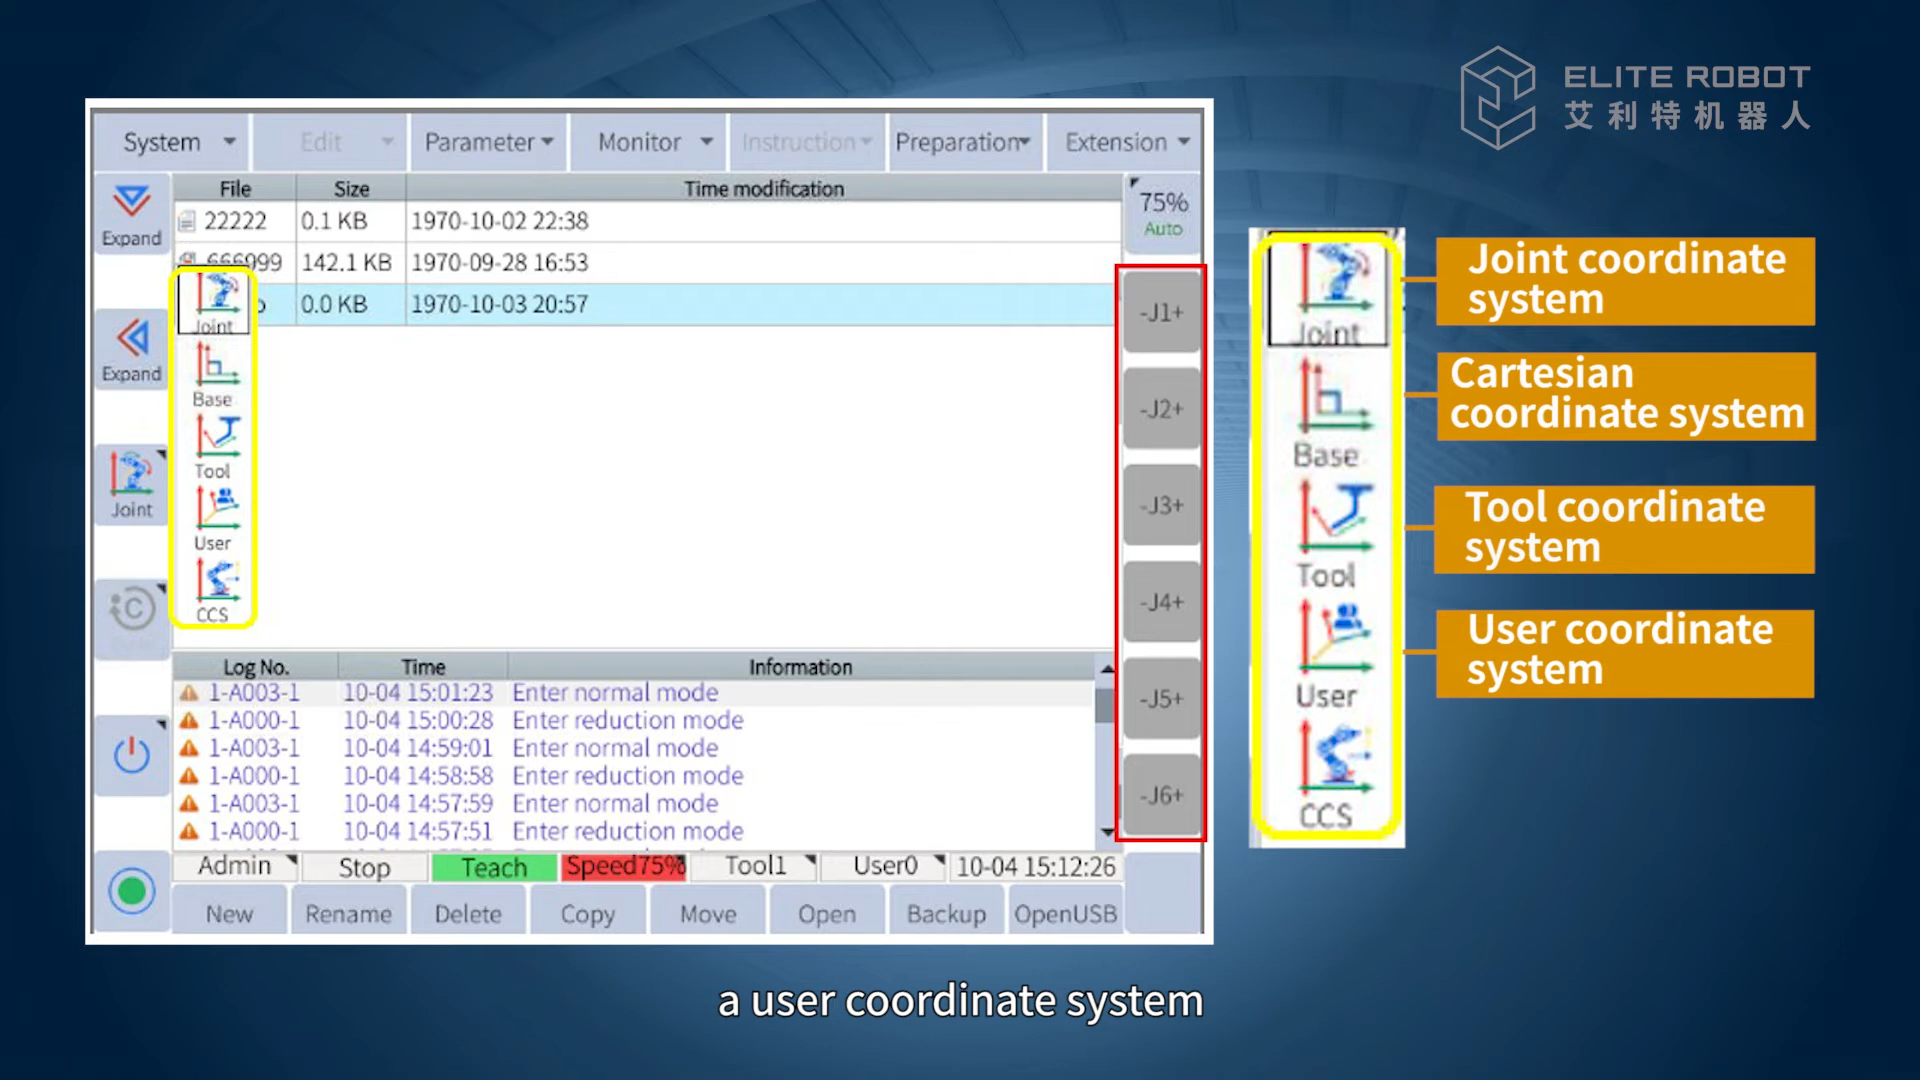 ELITE ROBOT
艾利特机器人
System Edit Parameter Monitor Instruction Preparation Extension
File Size Time modification
22222 0.1 KB 1970-10-02 22:38
666999 142.1 KB 1970-09-28 16:53
0.0 KB 1970-10-03 20:57
75%
Auto
Expand
Expand
Joint
Joint
Base
Tool
User
CCS
-J1+
-J2+
-J3+
-J4+
-J5+
-J6+
Log No. Time Information
1-A003-1 10-04 15:01:23 Enter normal mode
1-A000-1 10-04 15:00:28 Enter reduction mode
1-A003-1 10-04 14:59:01 Enter normal mode
1-A000-1 10-04 14:58:58 Enter reduction mode
1-A003-1 10-04 14:57:59 Enter normal mode
1-A000-1 10-04 14:57:51 Enter reduction mode
Admin Stop Teach Speed75% Tool1 User0 10-04 15:12:26
New Rename Delete Copy Move Open Backup OpenUSB
Joint
Base
Tool
User
CCS
Joint coordinate
system
Cartesian
coordinate system
Tool coordinate
system
User coordinate
system
a user coordinate system